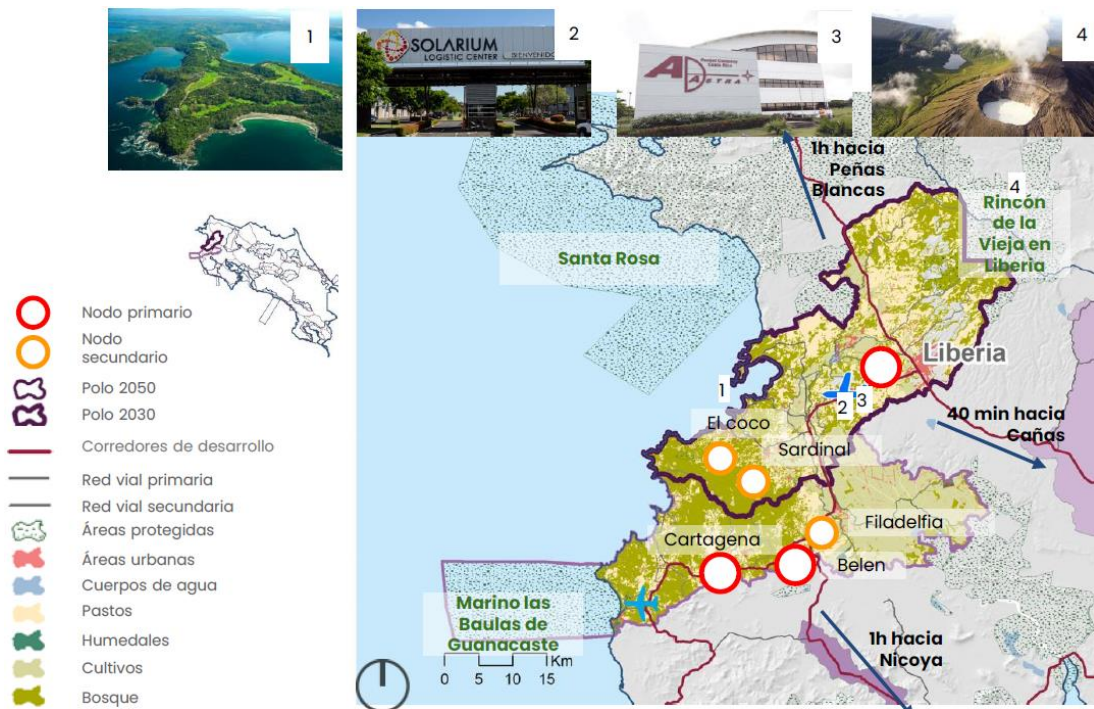 1
SOLARIUM
LOGISTIC CENTER
BIENVENIDO
2
AD ASTRA
3
4
1h hacia
Peñas
Blancas
4
Rincón
de la
Vieja en
Liberia
Santa Rosa
Liberia
1
2
3
40 min hacia
Cañas
El coco
Sardinal
Filadelfia
Cartagena
Belen
Marino las
Baulas de
Guanacaste
1h hacia
Nicoya
Km
0 5 10 15
Nodo primario
Nodo
secundario
Polo 2050
Polo 2030
Corredores de desarrollo
Red vial primaria
Red vial secundaria
Áreas protegidas
Áreas urbanas
Cuerpos de agua
Pastos
Humedales
Cultivos
Bosque